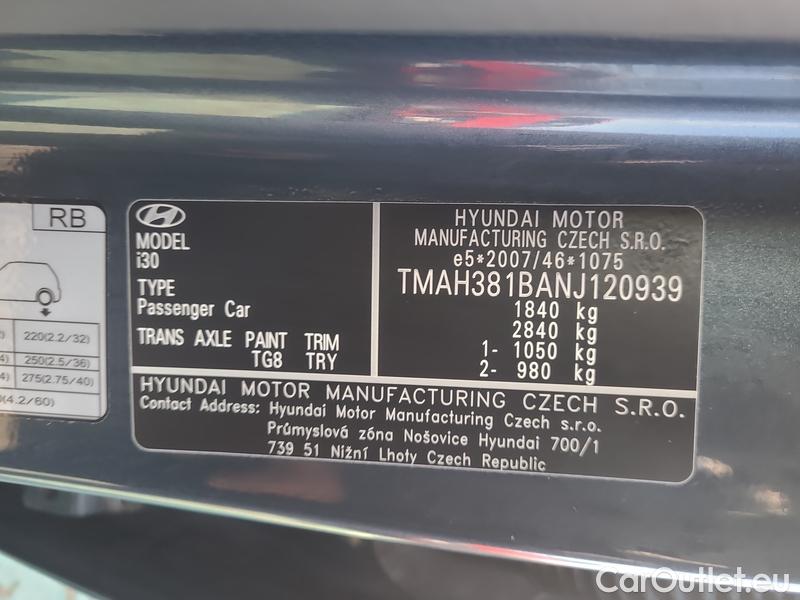 RB
220(2.2/32)
250(2.5/36)
275(2.75/40)
(4.2/60)
MODEL
i30
TYPE
Passenger Car
TRANS AXLE PAINT TRIM
TG8 TRY
HYUNDAI MOTOR
MANUFACTURING CZECH S.R.O.
e5*2007/46*1075
TMAH381BANJ120939
1840 kg
2840 kg
1- 1050 kg
2- 980 kg
HYUNDAI MOTOR MANUFACTURING CZECH S.R.O.
Contact Address: Hyundai Motor Manufacturing Czech s.r.o.
Průmyslová zóna Nošovice Hyundai 700/1
739 51 Nižní Lhoty Czech Republic
CarOutlet.eu